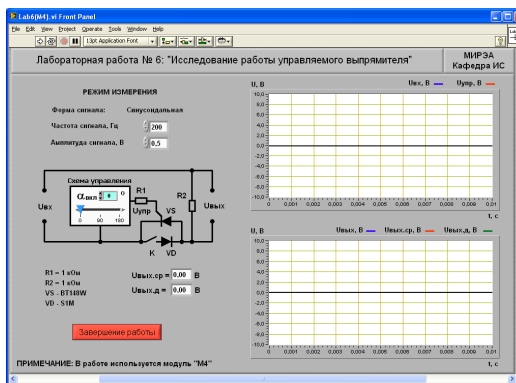 Lab6(M4).vi Front Panel
File Edit View Project Operate Tools Window Help
13pt Application Font
Лабораторная работа № 6: "Исследование работы управляемого выпрямителя"
МИРЭА
Кафедра ИС
РЕЖИМ ИЗМЕРЕНИЯ
Форма сигнала: Синусоидальная
Частота сигнала, Гц 200
Амплитуда сигнала, В 0,5
Схема управления
αвкл 0 о
0 90 180
R1
Uупр
VS
R2
Uвх
Uвых
K VD
R1 = 1 кОм
R2 = 1 кОм
VS - BT148W
VD - S1M
Uвых.ср = 0,00 В
Uвых.д = 0,00 В
Завершение работы
ПРИМЕЧАНИЕ: В работе используется модуль "М4"
U, В
Uвх, В Uупр, В
10,0
8,0
6,0
4,0
2,0
0,0
-2,0
-4,0
-6,0
-8,0
-10,0
0 0,001 0,002 0,003 0,004 0,005 0,006 0,007 0,008 0,009 0,01
t, с
U, В
Uвых, В Uвых.ср, В Uвых.д, В
10,0
8,0
6,0
4,0
2,0
0,0
-2,0
-4,0
-6,0
-8,0
-10,0
0 0,001 0,002 0,003 0,004 0,005 0,006 0,007 0,008 0,009 0,01
t, с